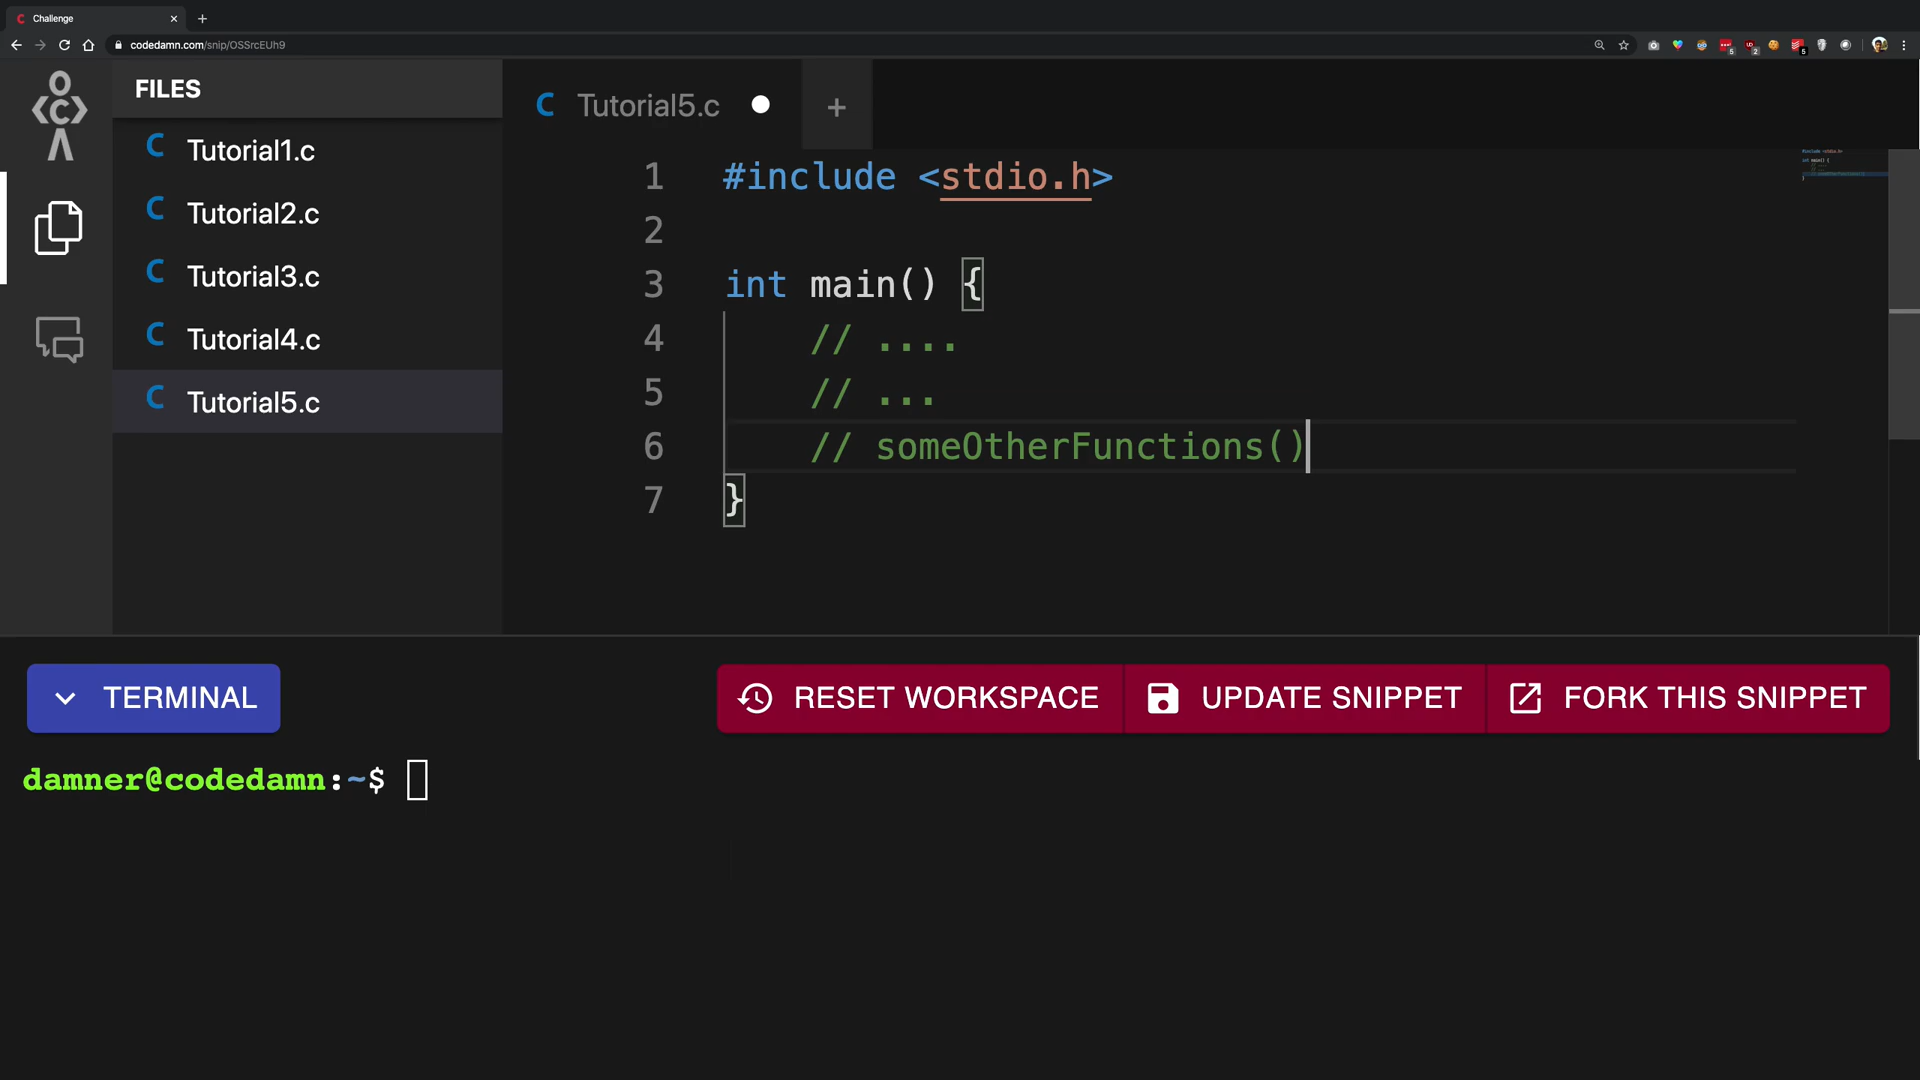 Challenge
codedamn.com/snip/OSSrcEUh9
FILES
Tutorial1.c
Tutorial2.c
Tutorial3.c
Tutorial4.c
Tutorial5.c
Tutorial5.c
1 #include <stdio.h>
2
3 int main() {
4 // ....
5 // ...
6 // someOtherFunctions()
7 }
TERMINAL
RESET WORKSPACE
UPDATE SNIPPET
FORK THIS SNIPPET
damner@codedamn:~$